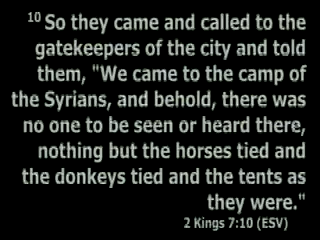 10 So they came and called to the
gatekeepers of the city and told
them, "We came to the camp of
the Syrians, and behold, there was
no one to be seen or heard there,
nothing but the horses tied and
the donkeys tied and the tents as
they were."
2 Kings 7:10 (ESV)